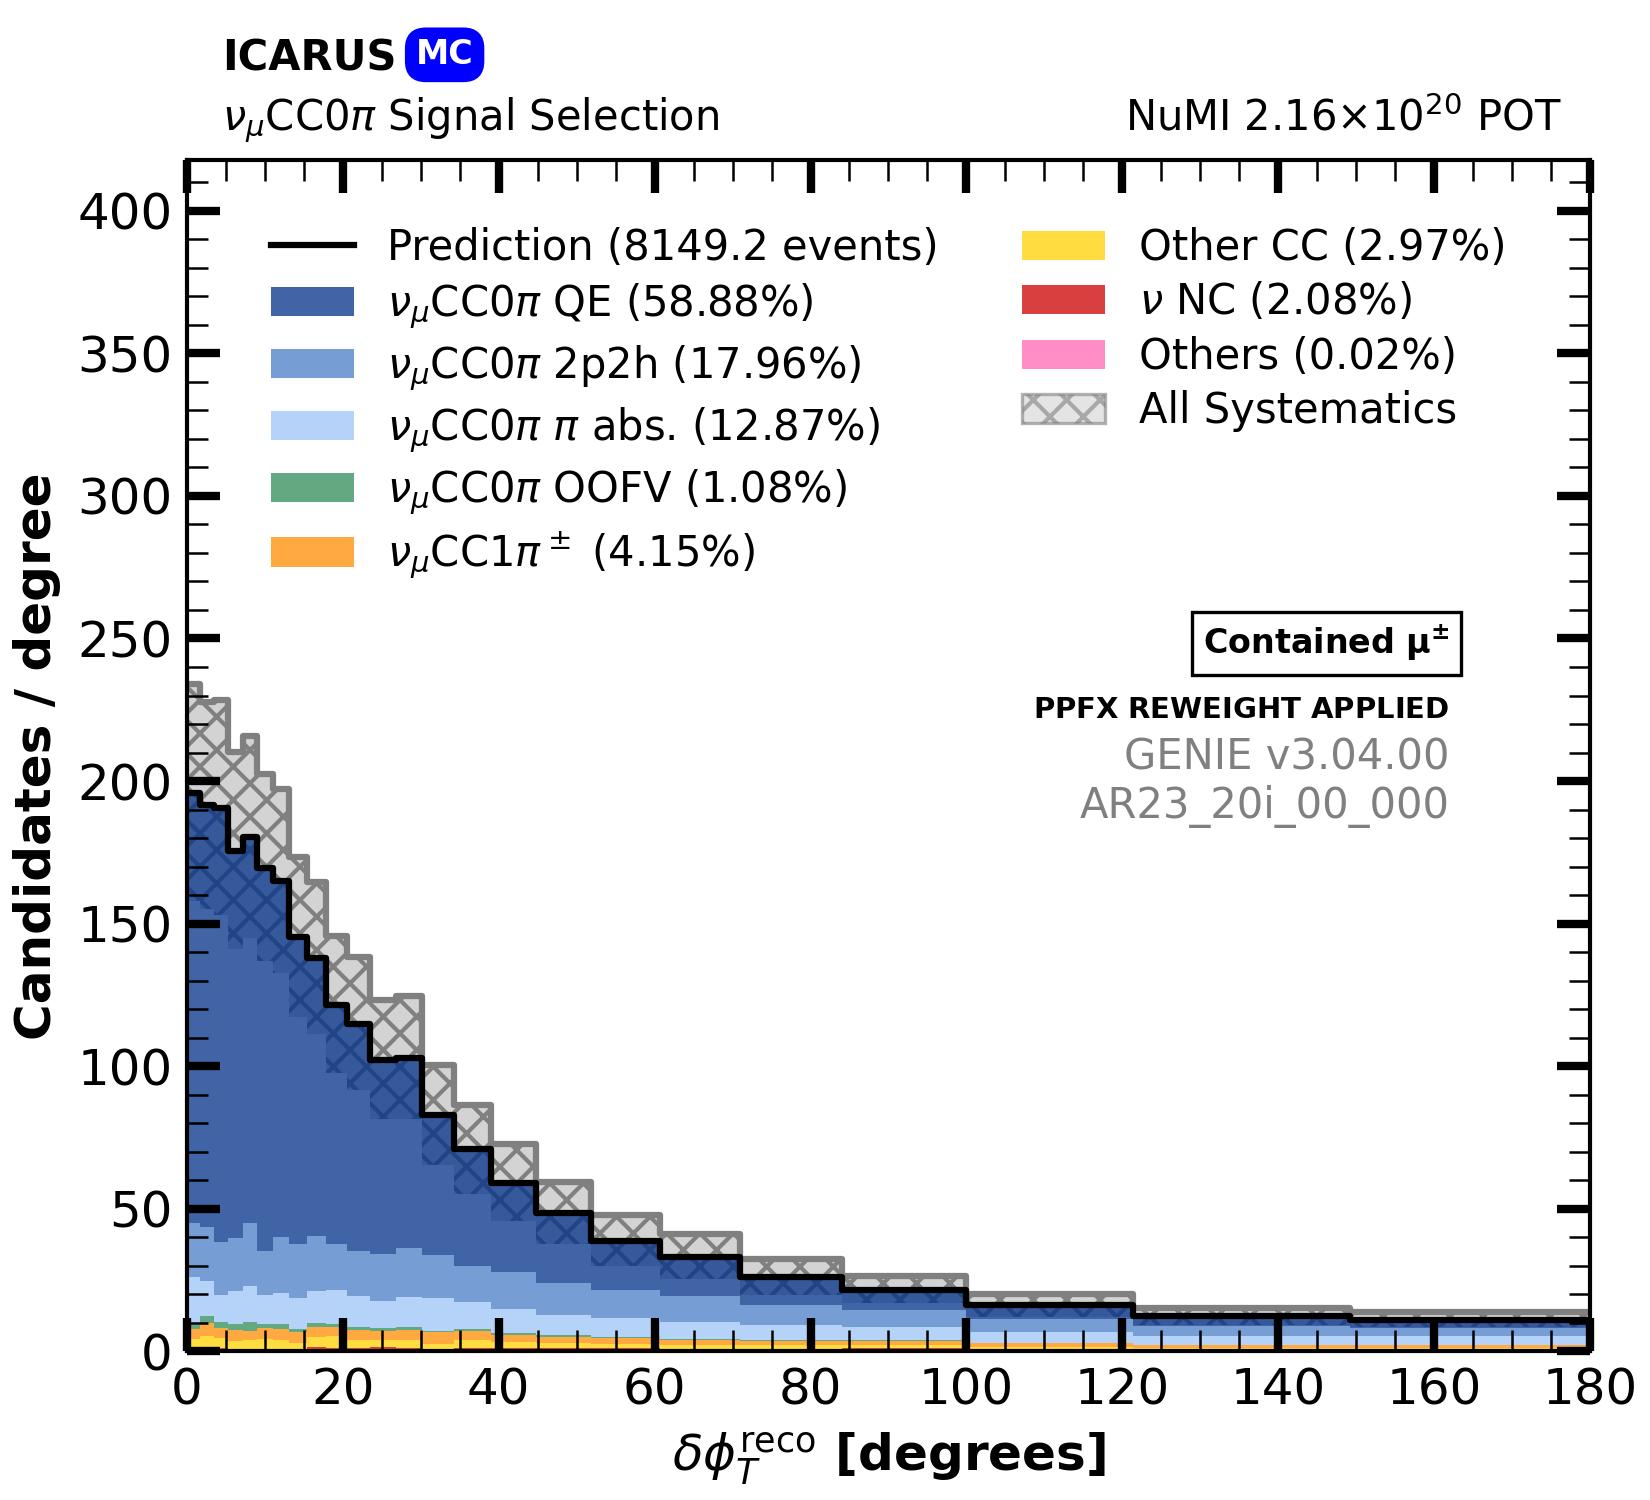 ICARUS MC
νμCC0π Signal Selection
NuMI 2.16×10²⁰ POT
Prediction (8149.2 events)
νμCC0π QE (58.88%)
νμCC0π 2p2h (17.96%)
νμCC0π π abs. (12.87%)
νμCC0π OOFV (1.08%)
νμCC1π± (4.15%)
Other CC (2.97%)
ν NC (2.08%)
Others (0.02%)
All Systematics
Contained μ±
PPFX REWEIGHT APPLIED
GENIE v3.04.00
AR23_20i_00_000
Candidates / degree
400
350
300
250
200
150
100
50
0
0 20 40 60 80 100 120 140 160 180
δϕ_T^reco [degrees]